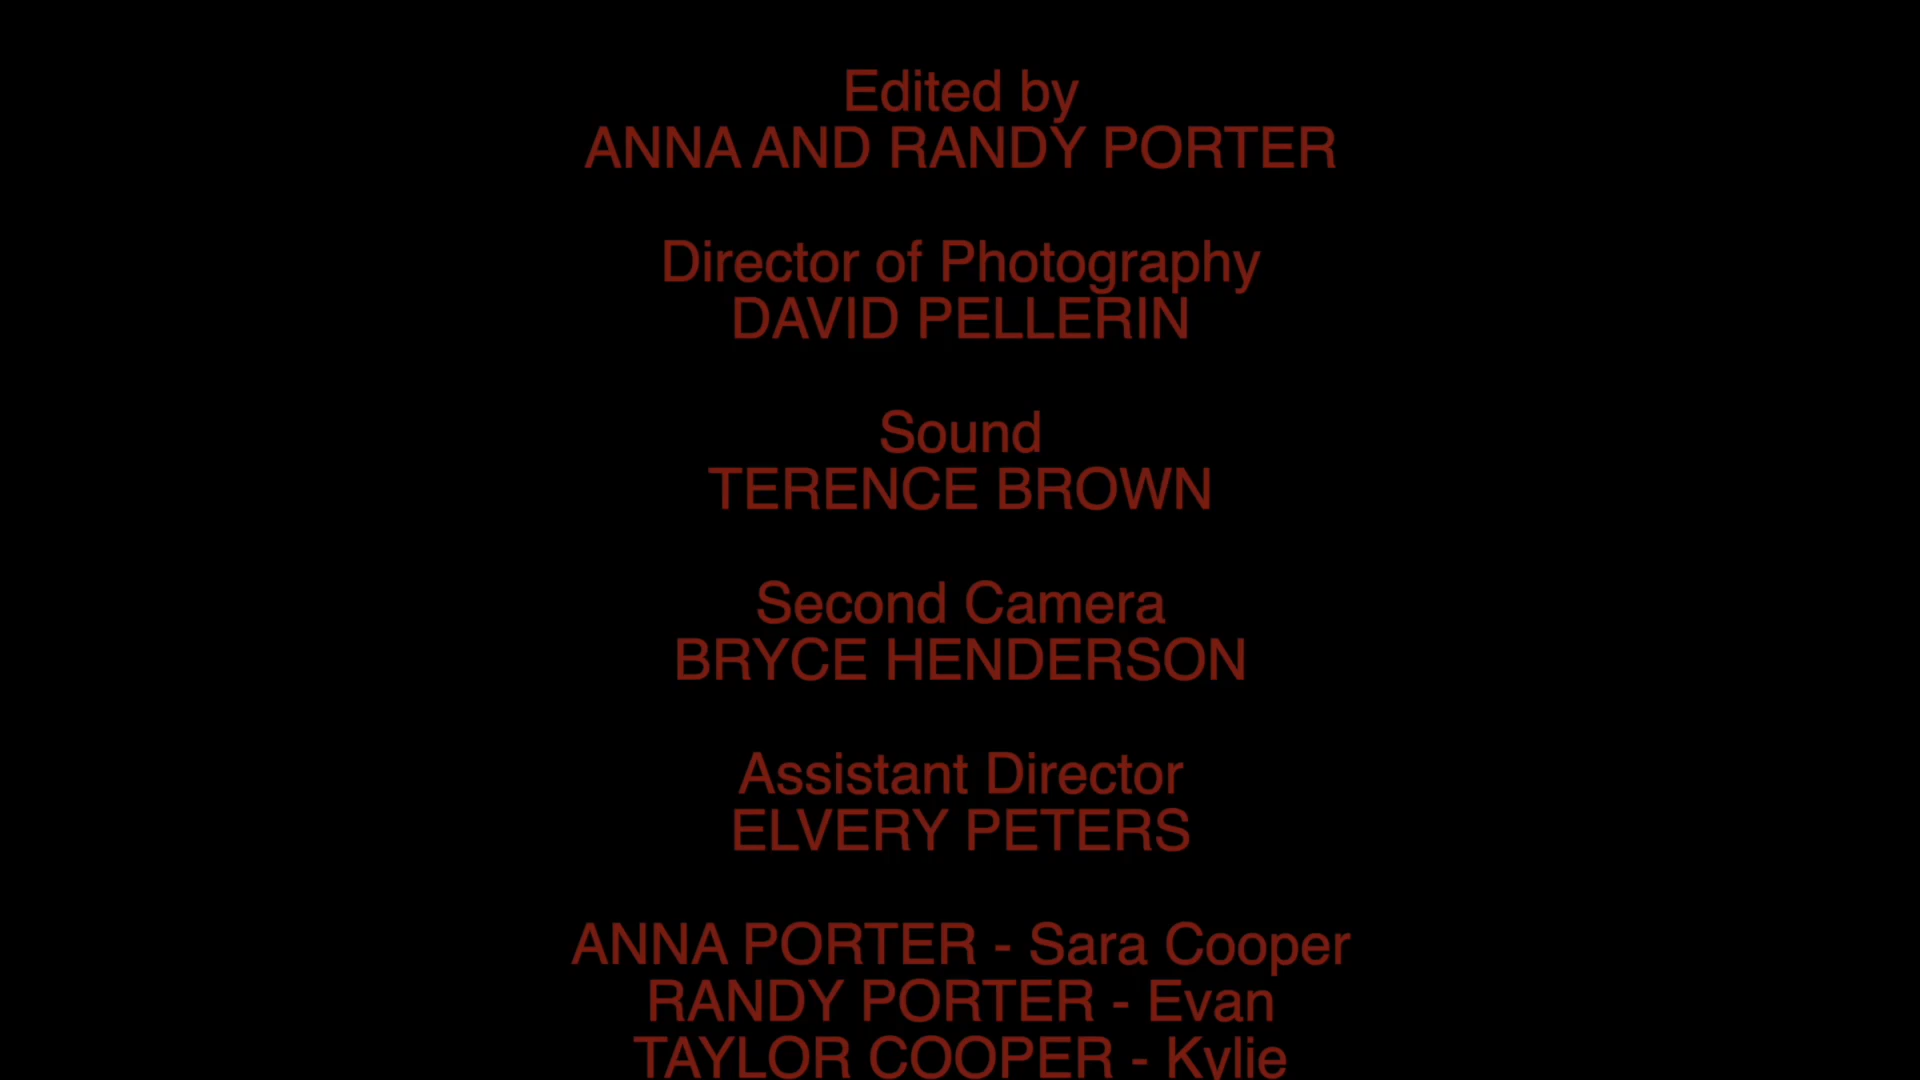 Edited by
ANNA AND RANDY PORTER
Director of Photography
DAVID PELLERIN
Sound
TERENCE BROWN
Second Camera
BRYCE HENDERSON
Assistant Director
ELVERY PETERS
ANNA PORTER - Sara Cooper
RANDY PORTER - Evan
TAYLOR COOPER - Kylie